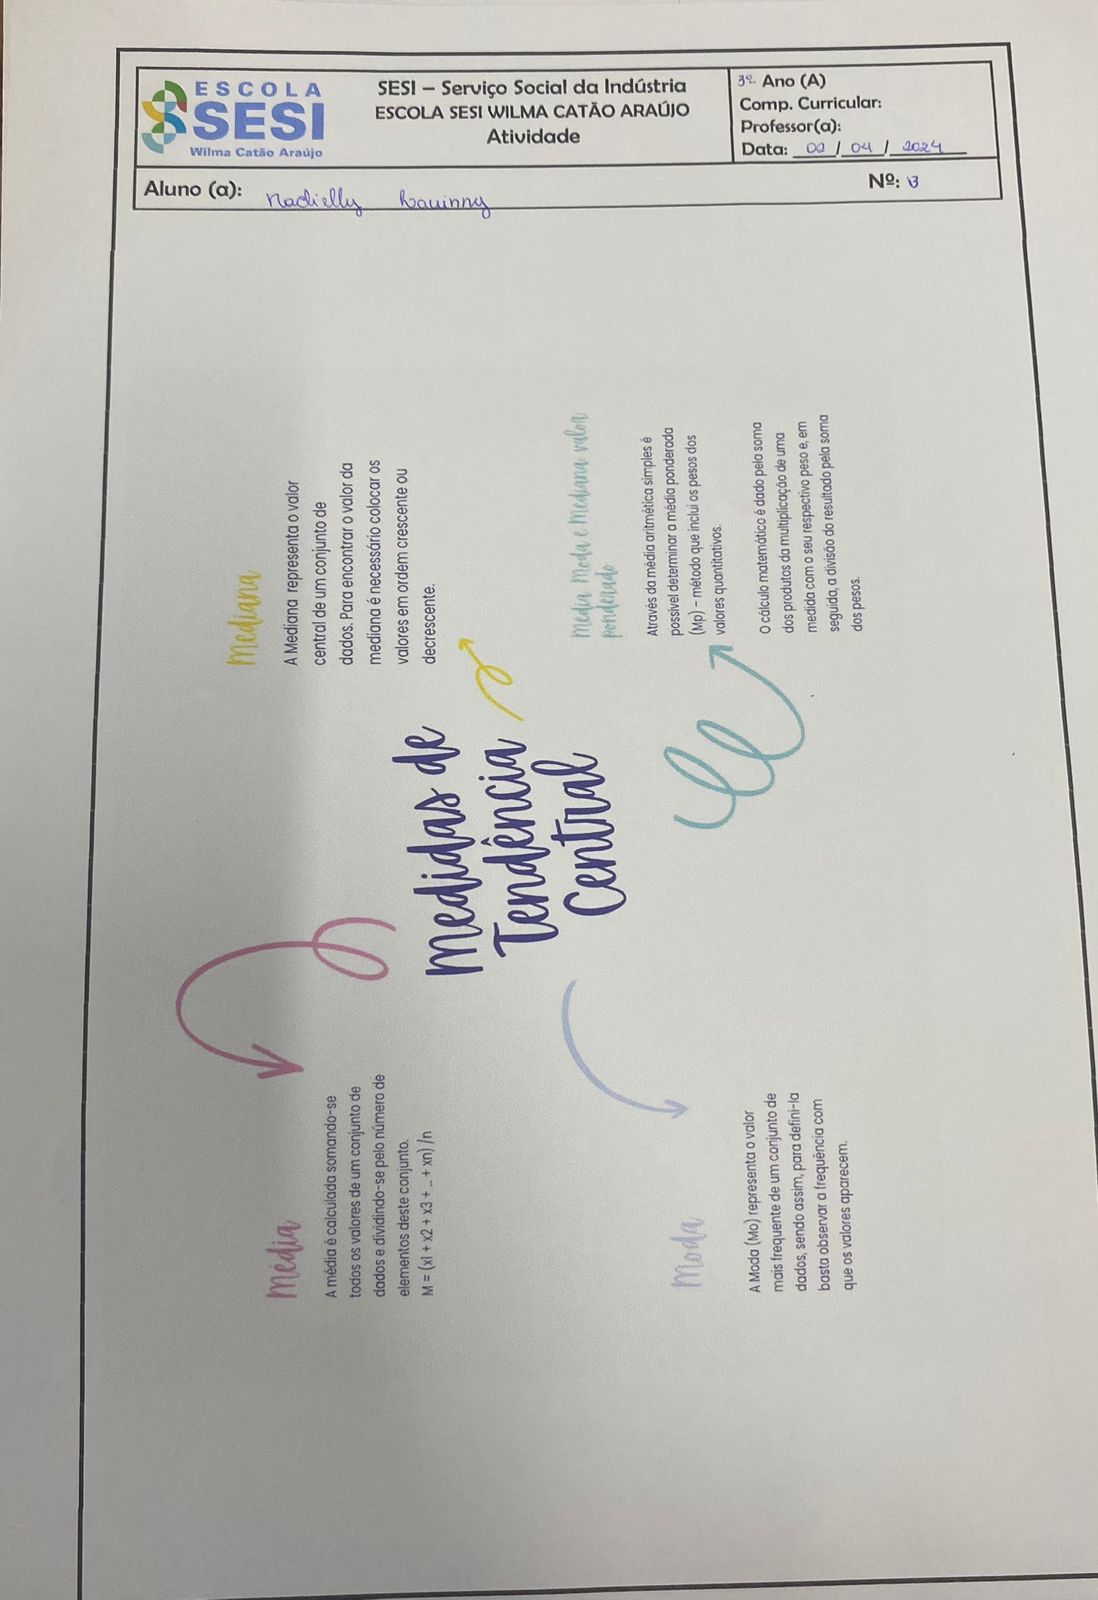 ESCOLA
SESI
Wilma Catão Araújo
SESI – Serviço Social da Indústria
ESCOLA SESI WILMA CATÃO ARAÚJO
Atividade
3º Ano (A)
Comp. Curricular:
Professor(a):
Data: 02/04/2024
Aluno (a): Nadielly
Nº:
Média
A média é calculada somando-se
todos os valores de um conjunto de
dados e dividindo-se pelo número de
elementos deste conjunto.
M = (x1 + x2 + x3 + ... + xn) /n
Mediana
A Mediana representa o valor
central de um conjunto de
dados. Para encontrar o valor da
mediana é necessário colocar os
valores em ordem crescente ou
decrescente.
Medidas de
Tendência
Central
Moda
A Moda (Mo) representa o valor
mais frequente de um conjunto de
dados, sendo assim, para defini-la
basta observar a frequência com
que os valores aparecem.
Media Moda e Mediana valor
ponderado
Através da média aritmética simples é
possível determinar a média ponderada
(Mp) – método que inclui os pesos dos
valores quantitativos.
O cálculo matemático é dado pela soma
dos produtos da multiplicação de uma
medida com o seu respectivo peso e, em
seguida, a divisão do resultado pela soma
dos pesos.